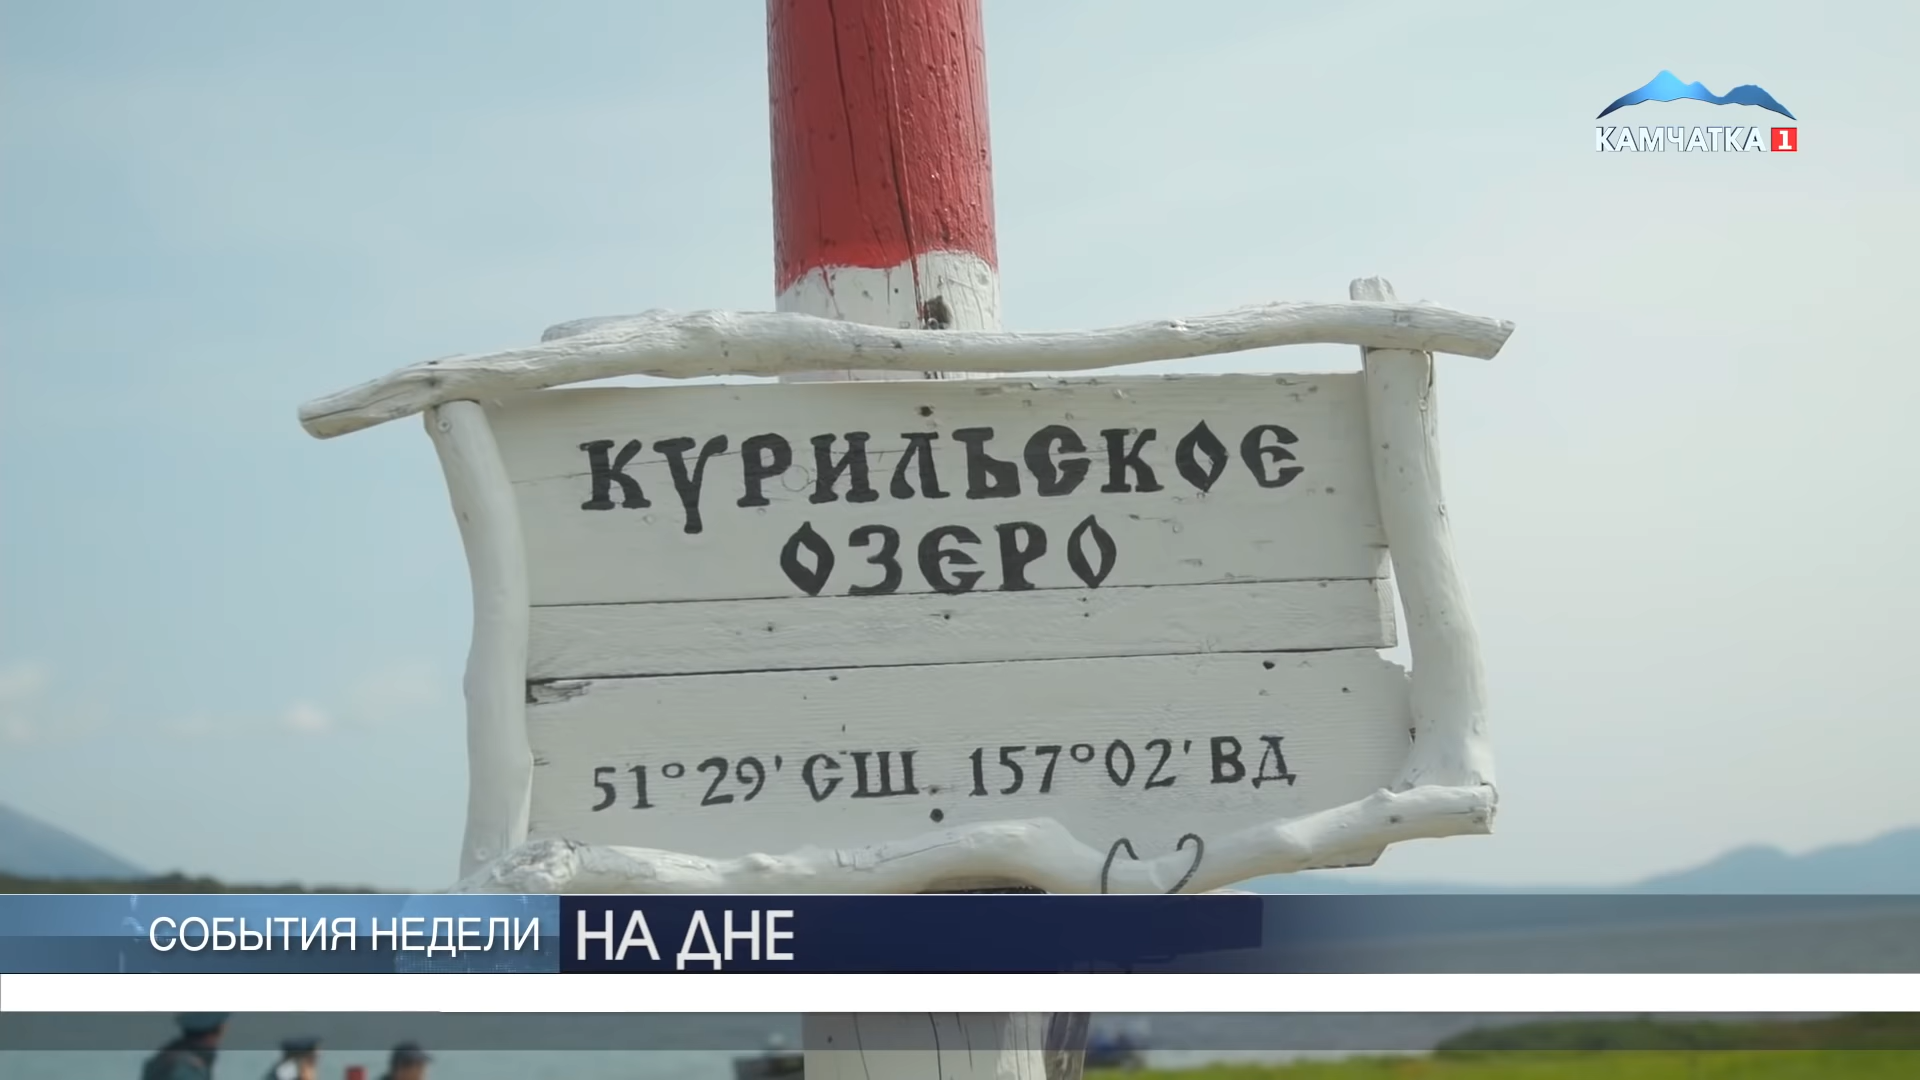 КАМЧАТКА 1
КУРИЛЬСКОЕ
ОЗЕРО
51°29' СШ. 157°02' ВД
СОБЫТИЯ НЕДЕЛИ НА ДНЕ